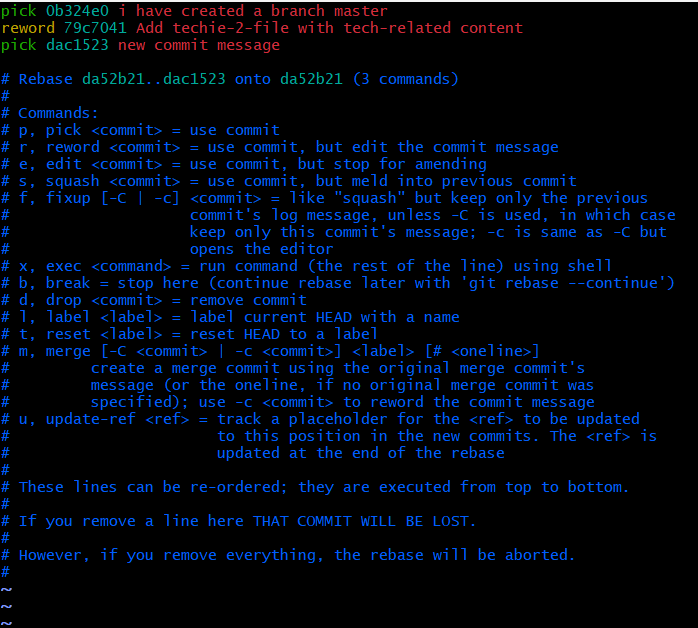 pick 0b324e0 i have created a branch master
reword 79c7041 Add techie-2-file with tech-related content
pick dac1523 new commit message

# Rebase da52b21..dac1523 onto da52b21 (3 commands)
#
# Commands:
# p, pick <commit> = use commit
# r, reword <commit> = use commit, but edit the commit message
# e, edit <commit> = use commit, but stop for amending
# s, squash <commit> = use commit, but meld into previous commit
# f, fixup [-C | -c] <commit> = like "squash" but keep only the previous
#                    commit's log message, unless -C is used, in which case
#                    keep only this commit's message; -c is same as -C but
#                    opens the editor
# x, exec <command> = run command (the rest of the line) using shell
# b, break = stop here (continue rebase later with 'git rebase --continue')
# d, drop <commit> = remove commit
# l, label <label> = label current HEAD with a name
# t, reset <label> = reset HEAD to a label
# m, merge [-C <commit> | -c <commit>] <label> [# <oneline>]
#         create a merge commit using the original merge commit's
#         message (or the oneline, if no original merge commit was
#         specified); use -c <commit> to reword the commit message
# u, update-ref <ref> = track a placeholder for the <ref> to be updated
#                       to this position in the new commits. The <ref> is
#                       updated at the end of the rebase
#
# These lines can be re-ordered; they are executed from top to bottom.
#
# If you remove a line here THAT COMMIT WILL BE LOST.
#
# However, if you remove everything, the rebase will be aborted.
#
~
~
~